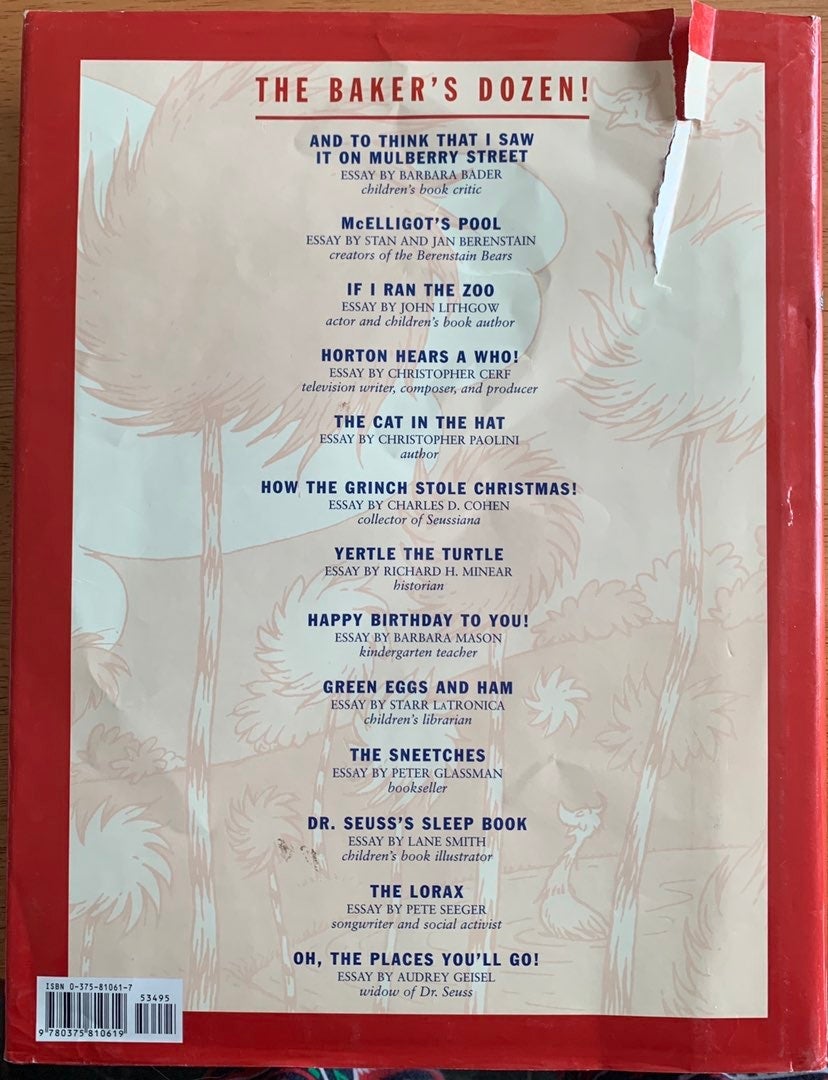 THE BAKER'S DOZEN!
AND TO THINK THAT I SAW
IT ON MULBERRY STREET
ESSAY BY BARBARA BADER
children's book critic
McELLIGOT'S POOL
ESSAY BY STAN AND JAN BERENSTAIN
creators of the Berenstain Bears
IF I RAN THE ZOO
ESSAY BY JOHN LITHGOW
actor and children's book author
HORTON HEARS A WHO!
ESSAY BY CHRISTOPHER CERF
television writer, composer, and producer
THE CAT IN THE HAT
ESSAY BY CHRISTOPHER PAOLINI
author
HOW THE GRINCH STOLE CHRISTMAS!
ESSAY BY CHARLES D. COHEN
collector of Seussiana
YERTLE THE TURTLE
ESSAY BY RICHARD H. MINEAR
historian
HAPPY BIRTHDAY TO YOU!
ESSAY BY BARBARA MASON
kindergarten teacher
GREEN EGGS AND HAM
ESSAY BY STARR LaTRONICA
children's librarian
THE SNEETCHES
ESSAY BY PETER GLASSMAN
bookseller
DR. SEUSS'S SLEEP BOOK
ESSAY BY LANE SMITH
children's book illustrator
THE LORAX
ESSAY BY PETE SEEGER
songwriter and social activist
OH, THE PLACES YOU'LL GO!
ESSAY BY AUDREY GEISEL
widow of Dr. Seuss
ISBN 0-375-81061-7
53495
9 780375 810619